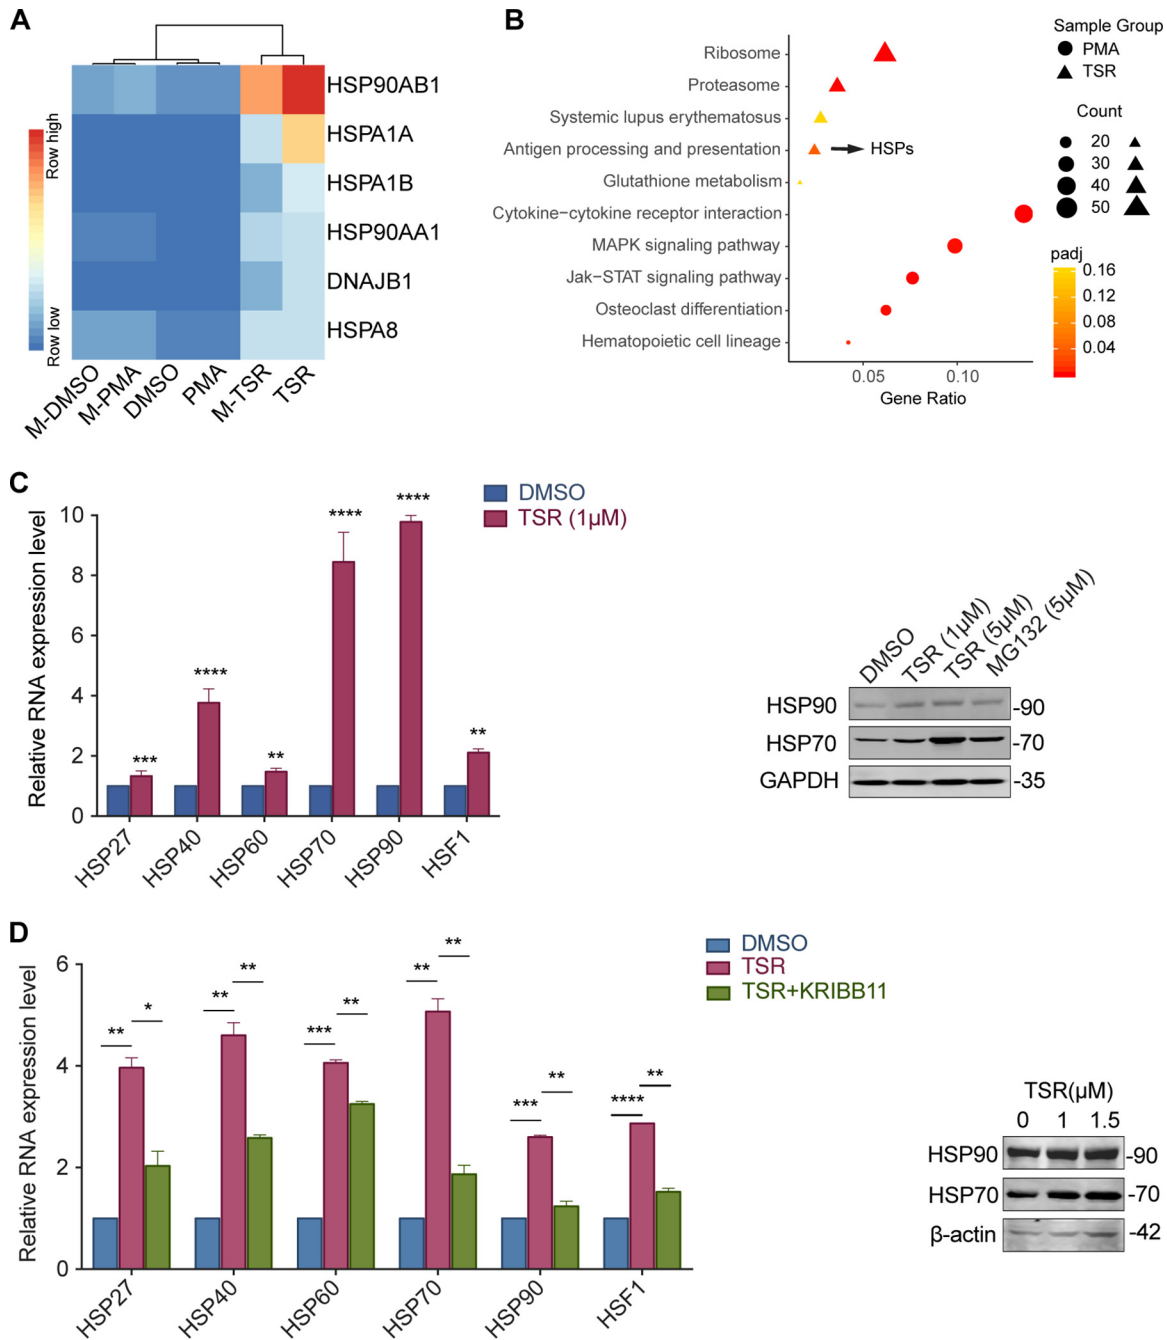 A
HSP90AB1
HSPA1A
HSPA1B
HSP90AA1
DNAJB1
HSPA8
Row high
Row low
M-DMSO
M-PMA
DMSO
PMA
M-TSR
TSR
B
Ribosome
Proteasome
Systemic lupus erythematosus
Antigen processing and presentation
HSPs
Glutathione metabolism
Cytokine−cytokine receptor interaction
MAPK signaling pathway
Jak−STAT signaling pathway
Osteoclast differentiation
Hematopoietic cell lineage
0.05 0.10
Gene Ratio
Sample Group
PMA
TSR
Count
20
30
40
50
padj
0.16
0.12
0.08
0.04
C
DMSO
TSR (1μM)
Relative RNA expression level
10
8
6
4
2
0
****
****
****
***
**
**
HSP27
HSP40
HSP60
HSP70
HSP90
HSF1
DMSO
TSR (1μM)
TSR (5μM)
MG132 (5μM)
HSP90 -90
HSP70 -70
GAPDH -35
D
DMSO
TSR
TSR+KRIBB11
Relative RNA expression level
6
4
2
0
** *
** **
*** **
** **
*** **
**** **
HSP27
HSP40
HSP60
HSP70
HSP90
HSF1
TSR(μM)
0 1 1.5
HSP90 -90
HSP70 -70
β-actin -42